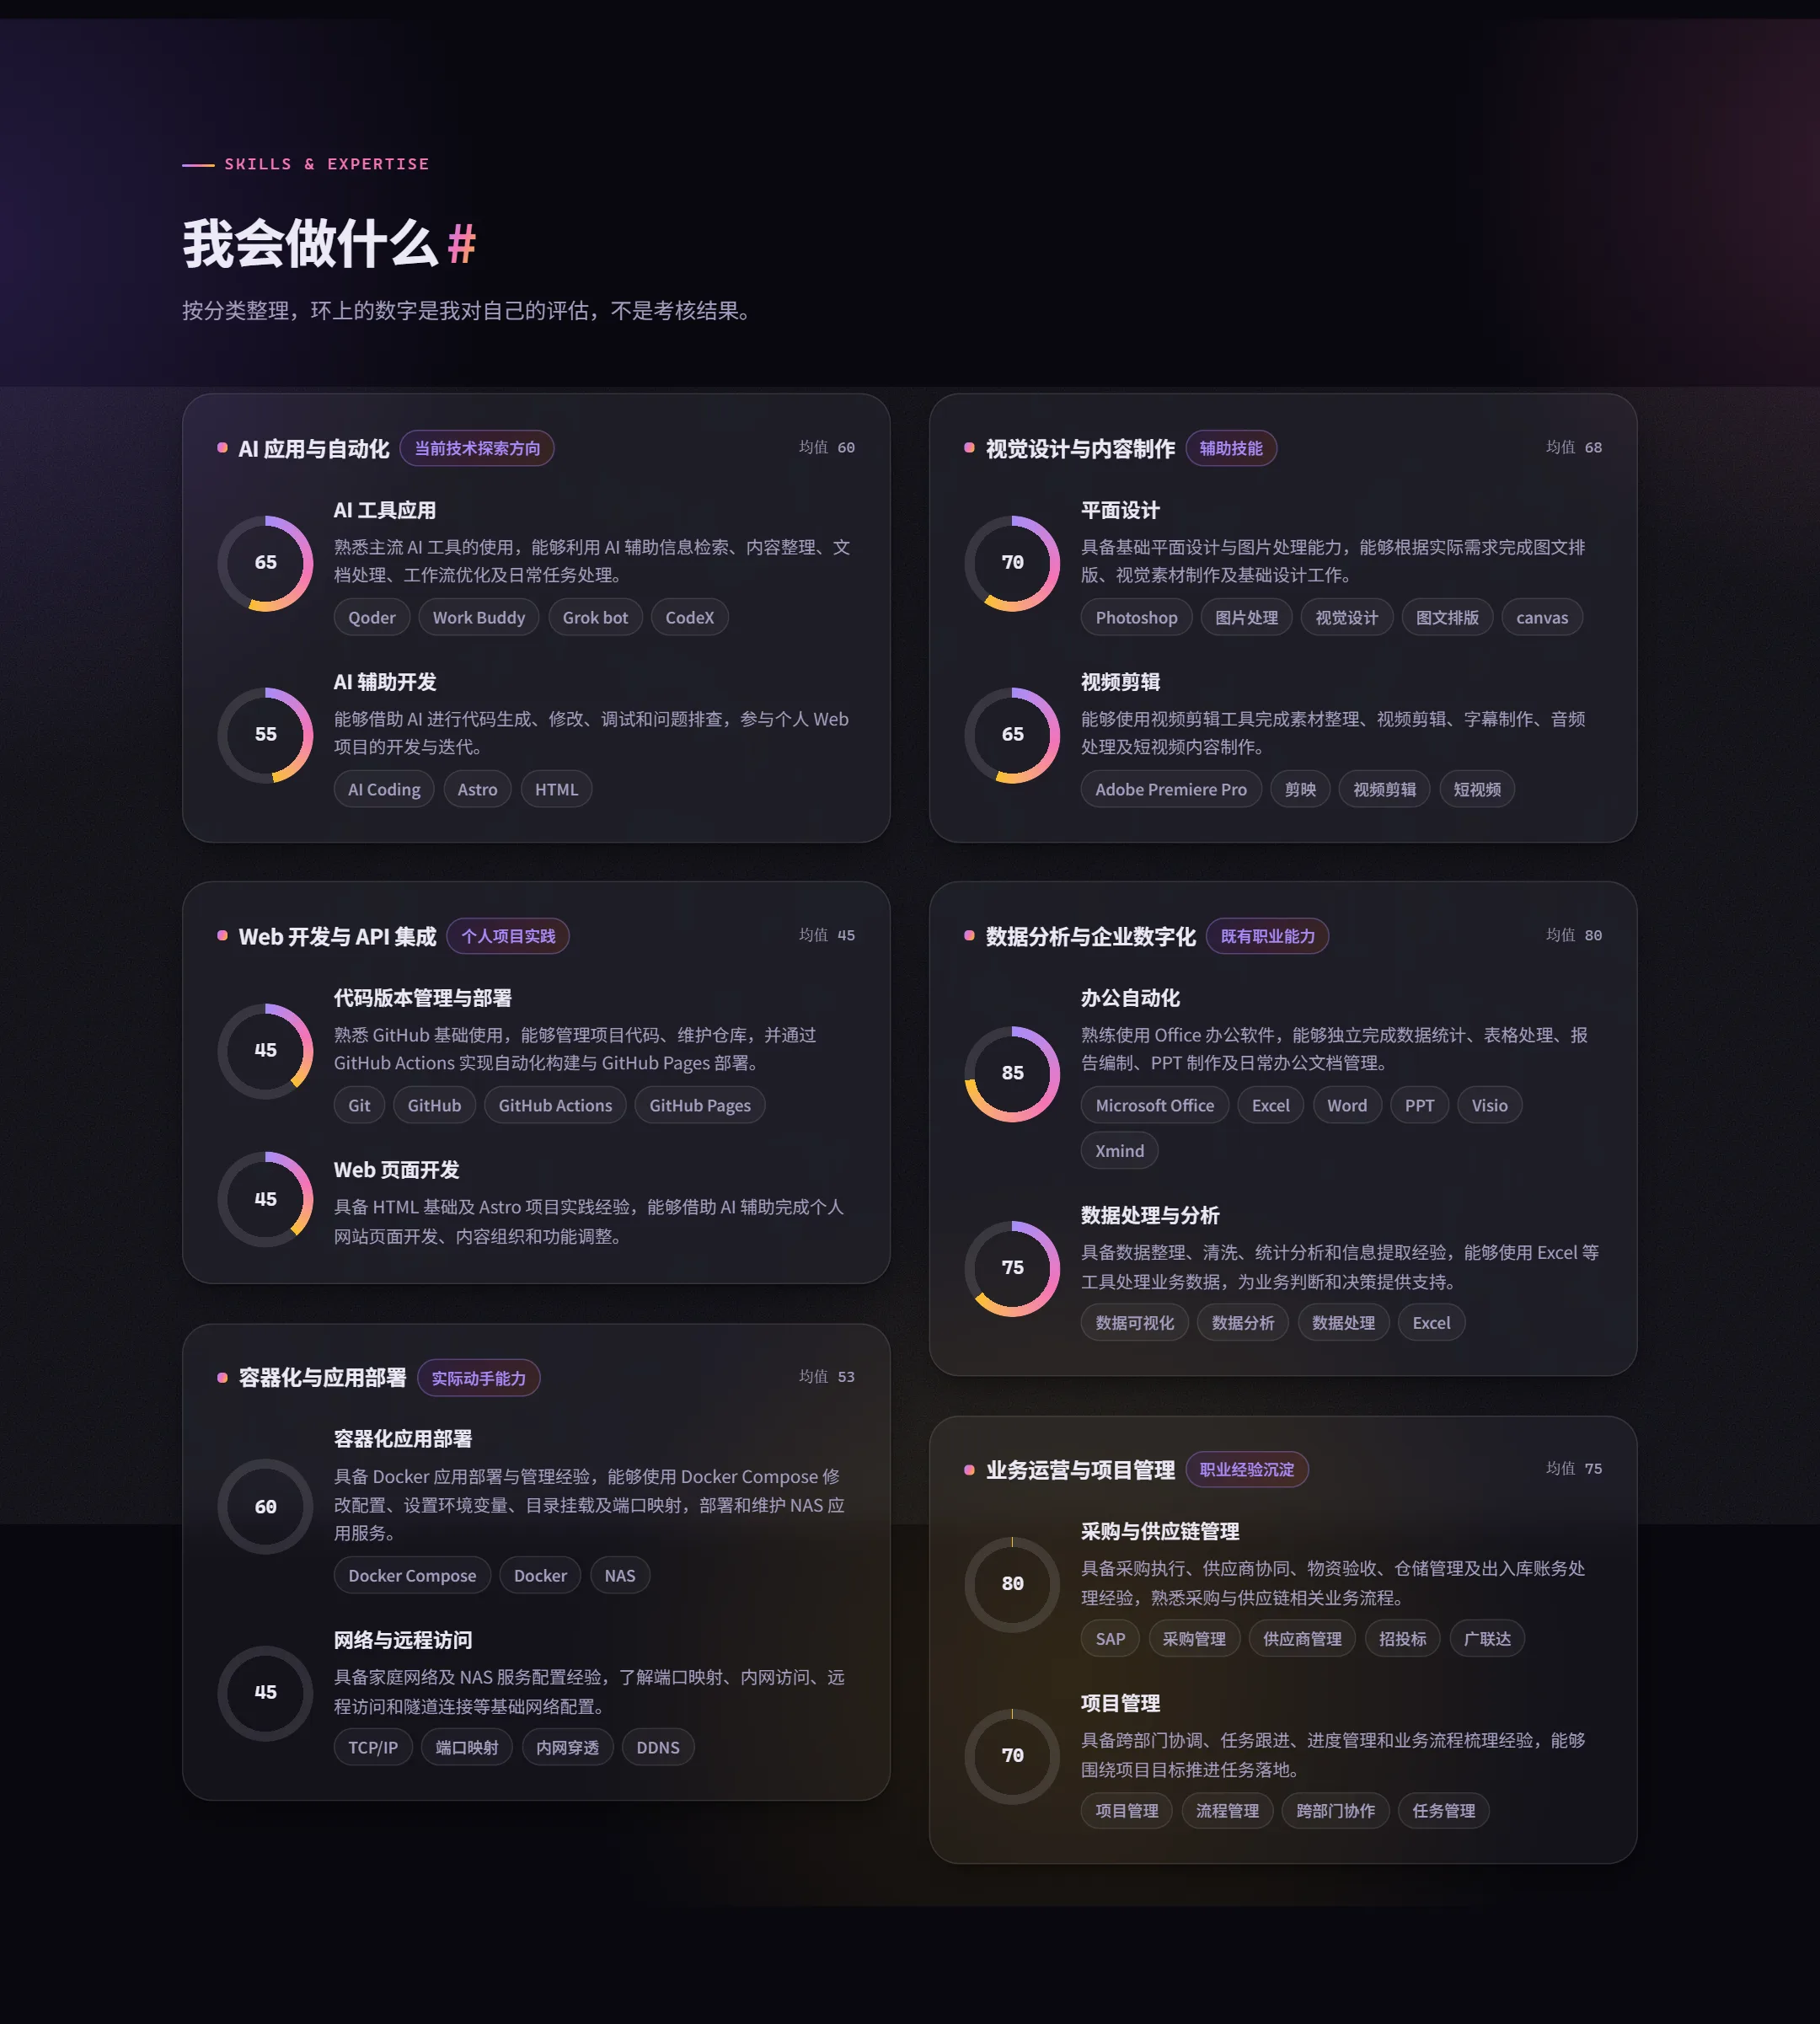 SKILLS & EXPERTISE
我会做什么#
按分类整理，环上的数字是我对自己的评估，不是考核结果。
AI 应用与自动化 当前技术探索方向 均值 60
65
AI 工具应用
熟悉主流 AI 工具的使用，能够利用 AI 辅助信息检索、内容整理、文
档处理、工作流优化及日常任务处理。
Qoder Work Buddy Grok bot CodeX
55
AI 辅助开发
能够借助 AI 进行代码生成、修改、调试和问题排查，参与个人 Web
项目的开发与迭代。
AI Coding Astro HTML
视觉设计与内容制作 辅助技能 均值 68
70
平面设计
具备基础平面设计与图片处理能力，能够根据实际需求完成图文排
版、视觉素材制作及基础设计工作。
Photoshop 图片处理 视觉设计 图文排版 canvas
65
视频剪辑
能够使用视频剪辑工具完成素材整理、视频剪辑、字幕制作、音频
处理及短视频内容制作。
Adobe Premiere Pro 剪映 视频剪辑 短视频
Web 开发与 API 集成 个人项目实践 均值 45
45
代码版本管理与部署
熟悉 GitHub 基础使用，能够管理项目代码、维护仓库，并通过
GitHub Actions 实现自动化构建与 GitHub Pages 部署。
Git GitHub GitHub Actions GitHub Pages
45
Web 页面开发
具备 HTML 基础及 Astro 项目实践经验，能够借助 AI 辅助完成个人
网站页面开发、内容组织和功能调整。
数据分析与企业数字化 既有职业能力 均值 80
85
办公自动化
熟练使用 Office 办公软件，能够独立完成数据统计、表格处理、报
告编制、PPT 制作及日常办公文档管理。
Microsoft Office Excel Word PPT Visio
Xmind
75
数据处理与分析
具备数据整理、清洗、统计分析和信息提取经验，能够使用 Excel 等
工具处理业务数据，为业务判断和决策提供支持。
数据可视化 数据分析 数据处理 Excel
容器化与应用部署 实际动手能力 均值 53
60
容器化应用部署
具备 Docker 应用部署与管理经验，能够使用 Docker Compose 修
改配置、设置环境变量、目录挂载及端口映射，部署和维护 NAS 应
用服务。
Docker Compose Docker NAS
45
网络与远程访问
具备家庭网络及 NAS 服务配置经验，了解端口映射、内网访问、远
程访问和隧道连接等基础网络配置。
TCP/IP 端口映射 内网穿透 DDNS
业务运营与项目管理 职业经验沉淀 均值 75
80
采购与供应链管理
具备采购执行、供应商协同、物资验收、仓储管理及出入库账务处
理经验，熟悉采购与供应链相关业务流程。
SAP 采购管理 供应商管理 招投标 广联达
70
项目管理
具备跨部门协调、任务跟进、进度管理和业务流程梳理经验，能够
围绕项目目标推进任务落地。
项目管理 流程管理 跨部门协作 任务管理